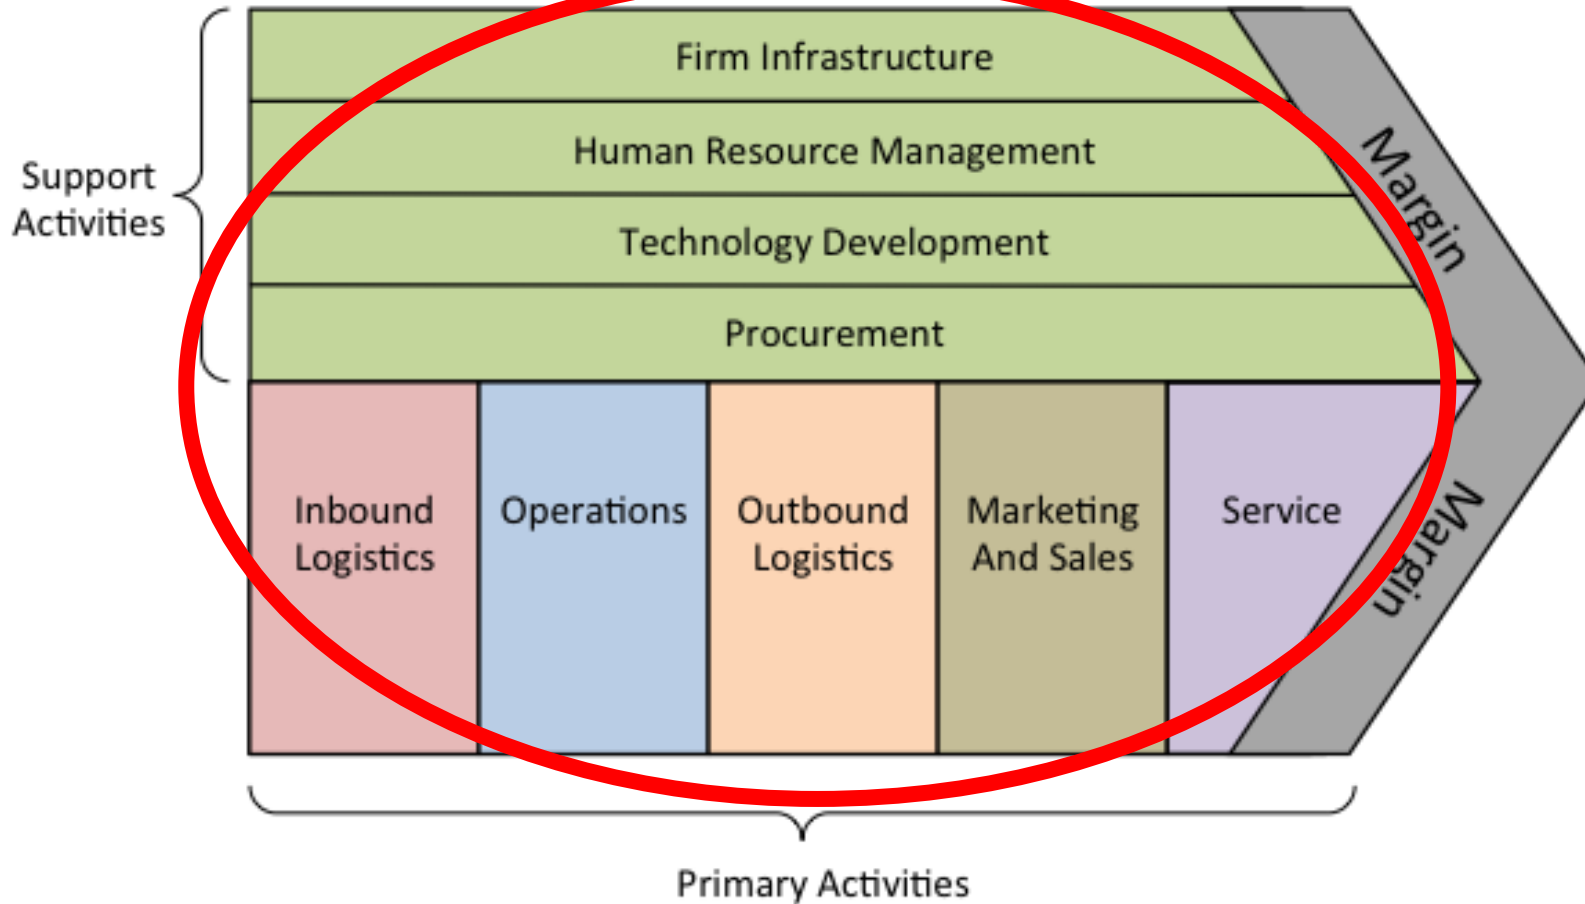 Firm Infrastructure
Human Resource Management
Support
Activities
Technology Development
Procurement
Margin
Inbound
Logistics
Operations
Outbound
Logistics
Marketing
And Sales
Service
Margin
Primary Activities